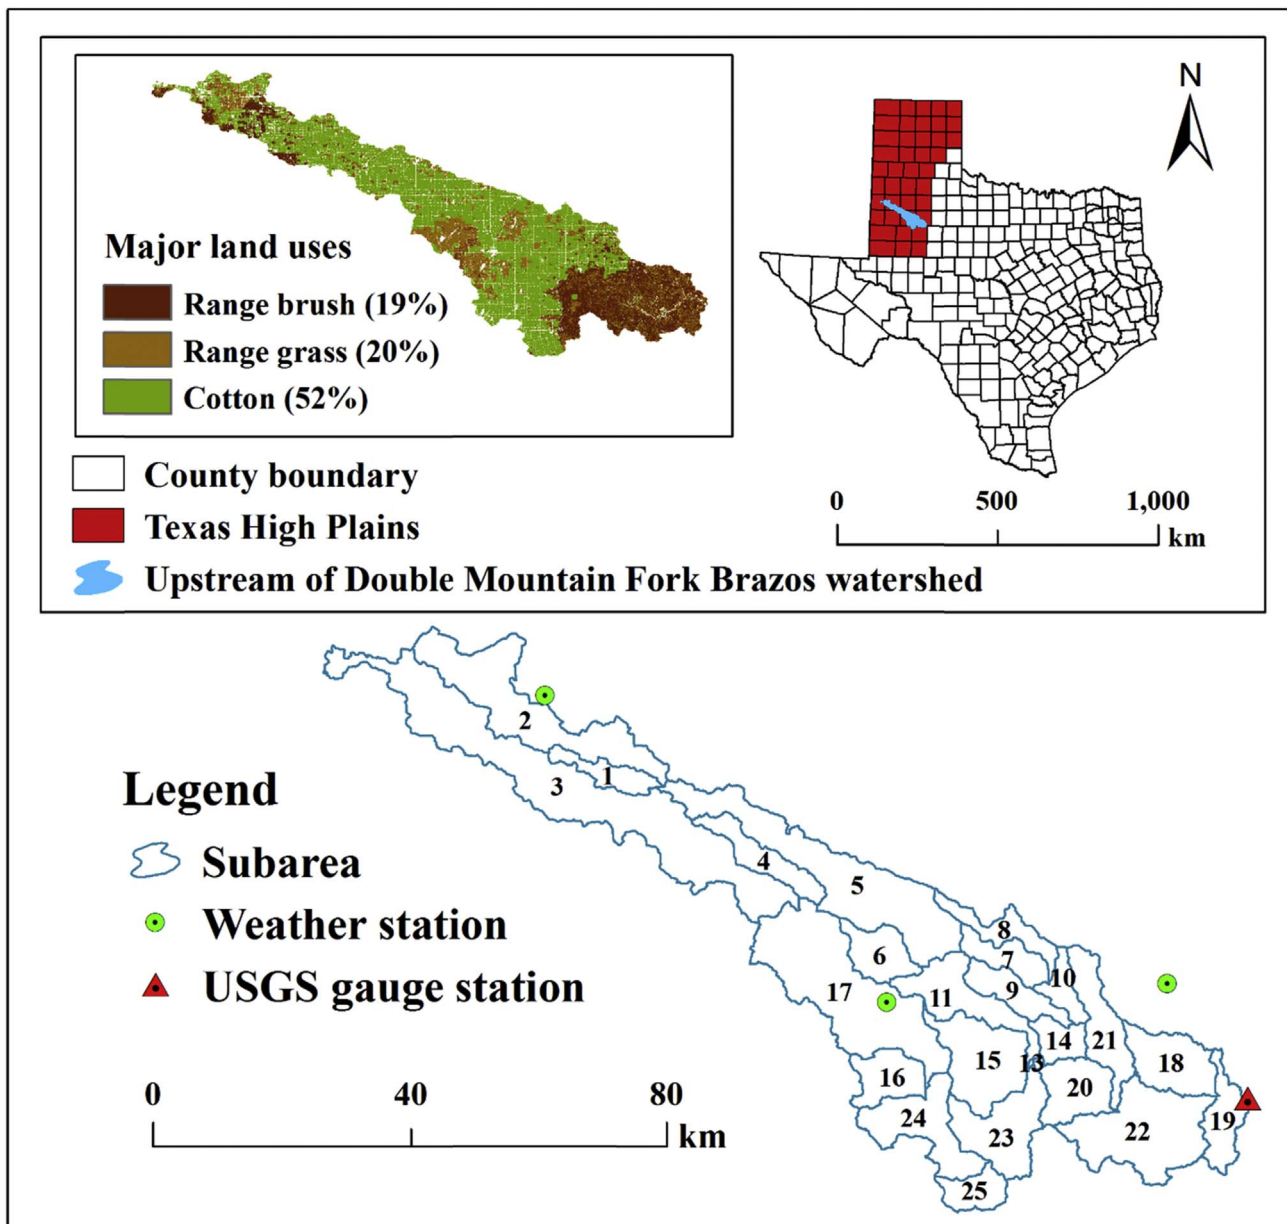 N
Major land uses
Range brush (19%)
Range grass (20%)
Cotton (52%)
County boundary
Texas High Plains
Upstream of Double Mountain Fork Brazos watershed
0 500 1,000
km
2
1
3
4
5
8
7
6
10
9
17
11
14
21
15
13
18
16
20
24
19
23
22
25
Legend
Subarea
Weather station
USGS gauge station
0 40 80
km